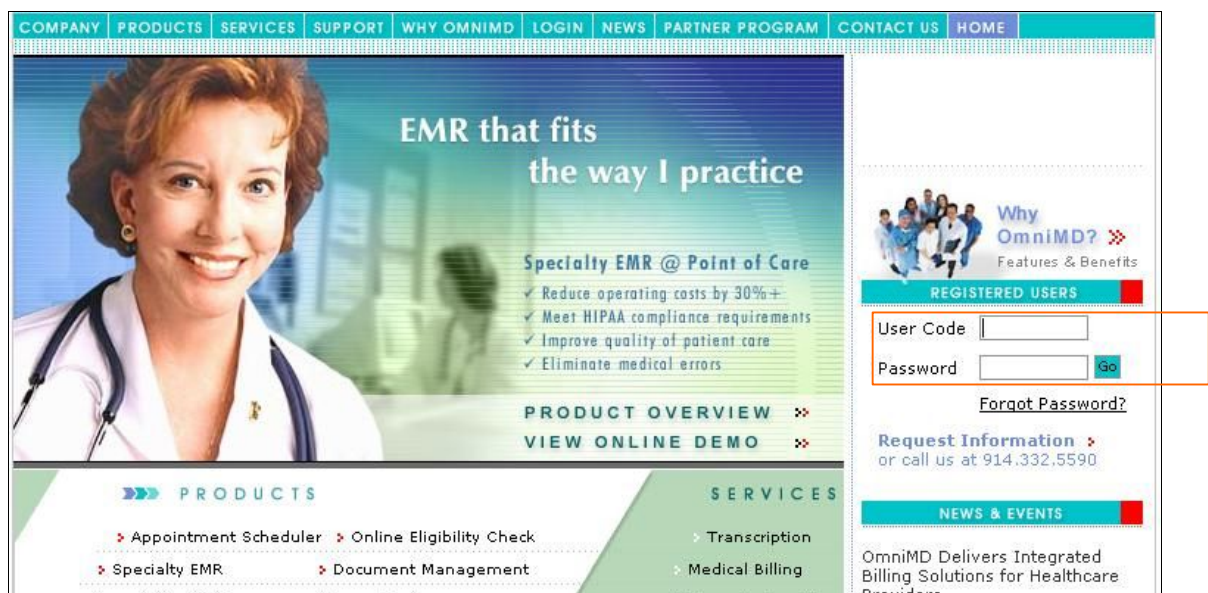 COMPANY PRODUCTS SERVICES SUPPORT WHY OMNIMD LOGIN NEWS PARTNER PROGRAM CONTACT US HOME
EMR that fits
the way I practice
Specialty EMR @ Point of Care
✓ Reduce operating costs by 30%+
✓ Meet HIPAA compliance requirements
✓ Improve quality of patient care
✓ Eliminate medical errors
PRODUCT OVERVIEW
VIEW ONLINE DEMO
Why
OmniMD?
Features & Benefits
REGISTERED USERS
User Code
Password Go
Forgot Password?
Request Information
or call us at 914.332.5590
PRODUCTS
Appointment Scheduler Online Eligibility Check
Specialty EMR Document Management
SERVICES
Transcription
Medical Billing
NEWS & EVENTS
OmniMD Delivers Integrated
Billing Solutions for Healthcare